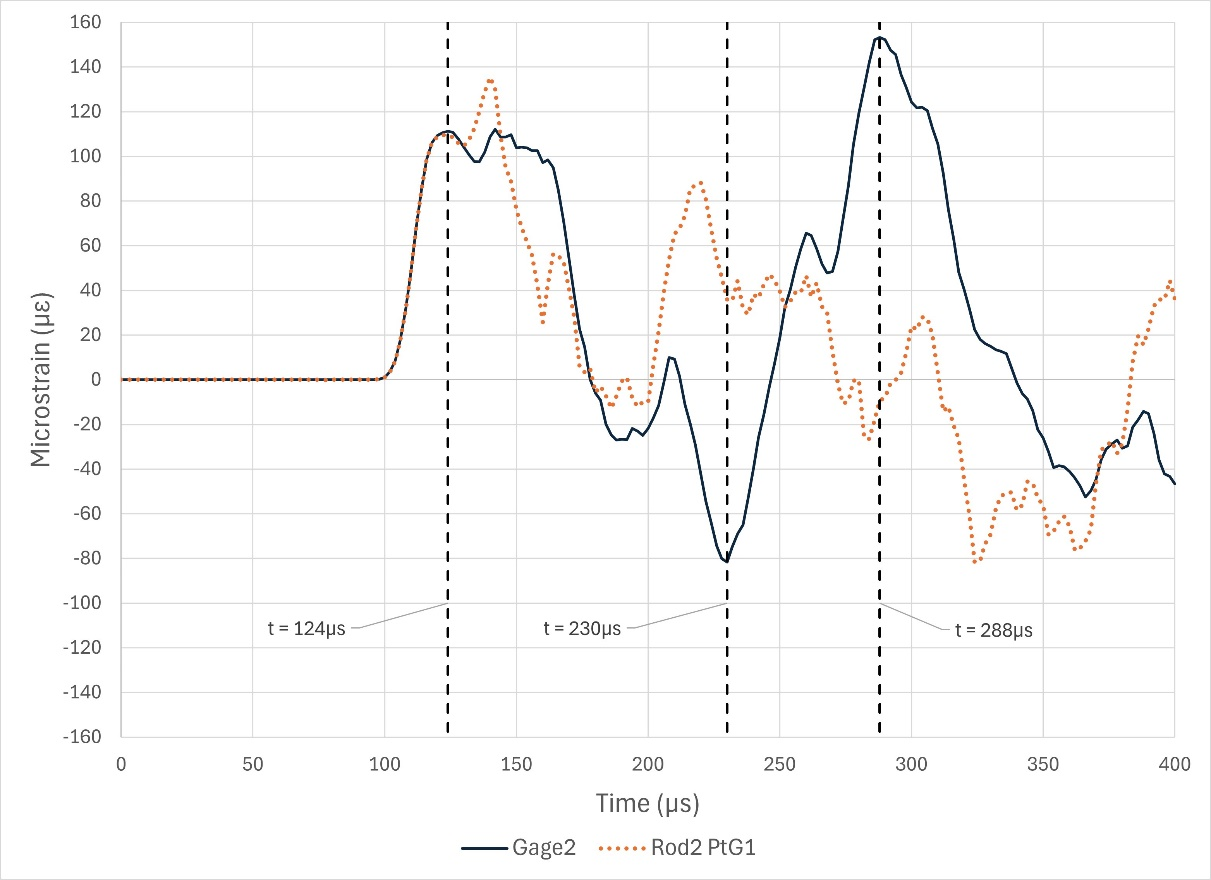 160
140
120
100
80
60
40
20
0
-20
-40
-60
-80
-100
-120
-140
-160
Microstrain (µε)
t = 124µs
t = 230µs
t = 288µs
0 50 100 150 200 250 300 350 400
Time (µs)
Gage2 Rod2 PtG1